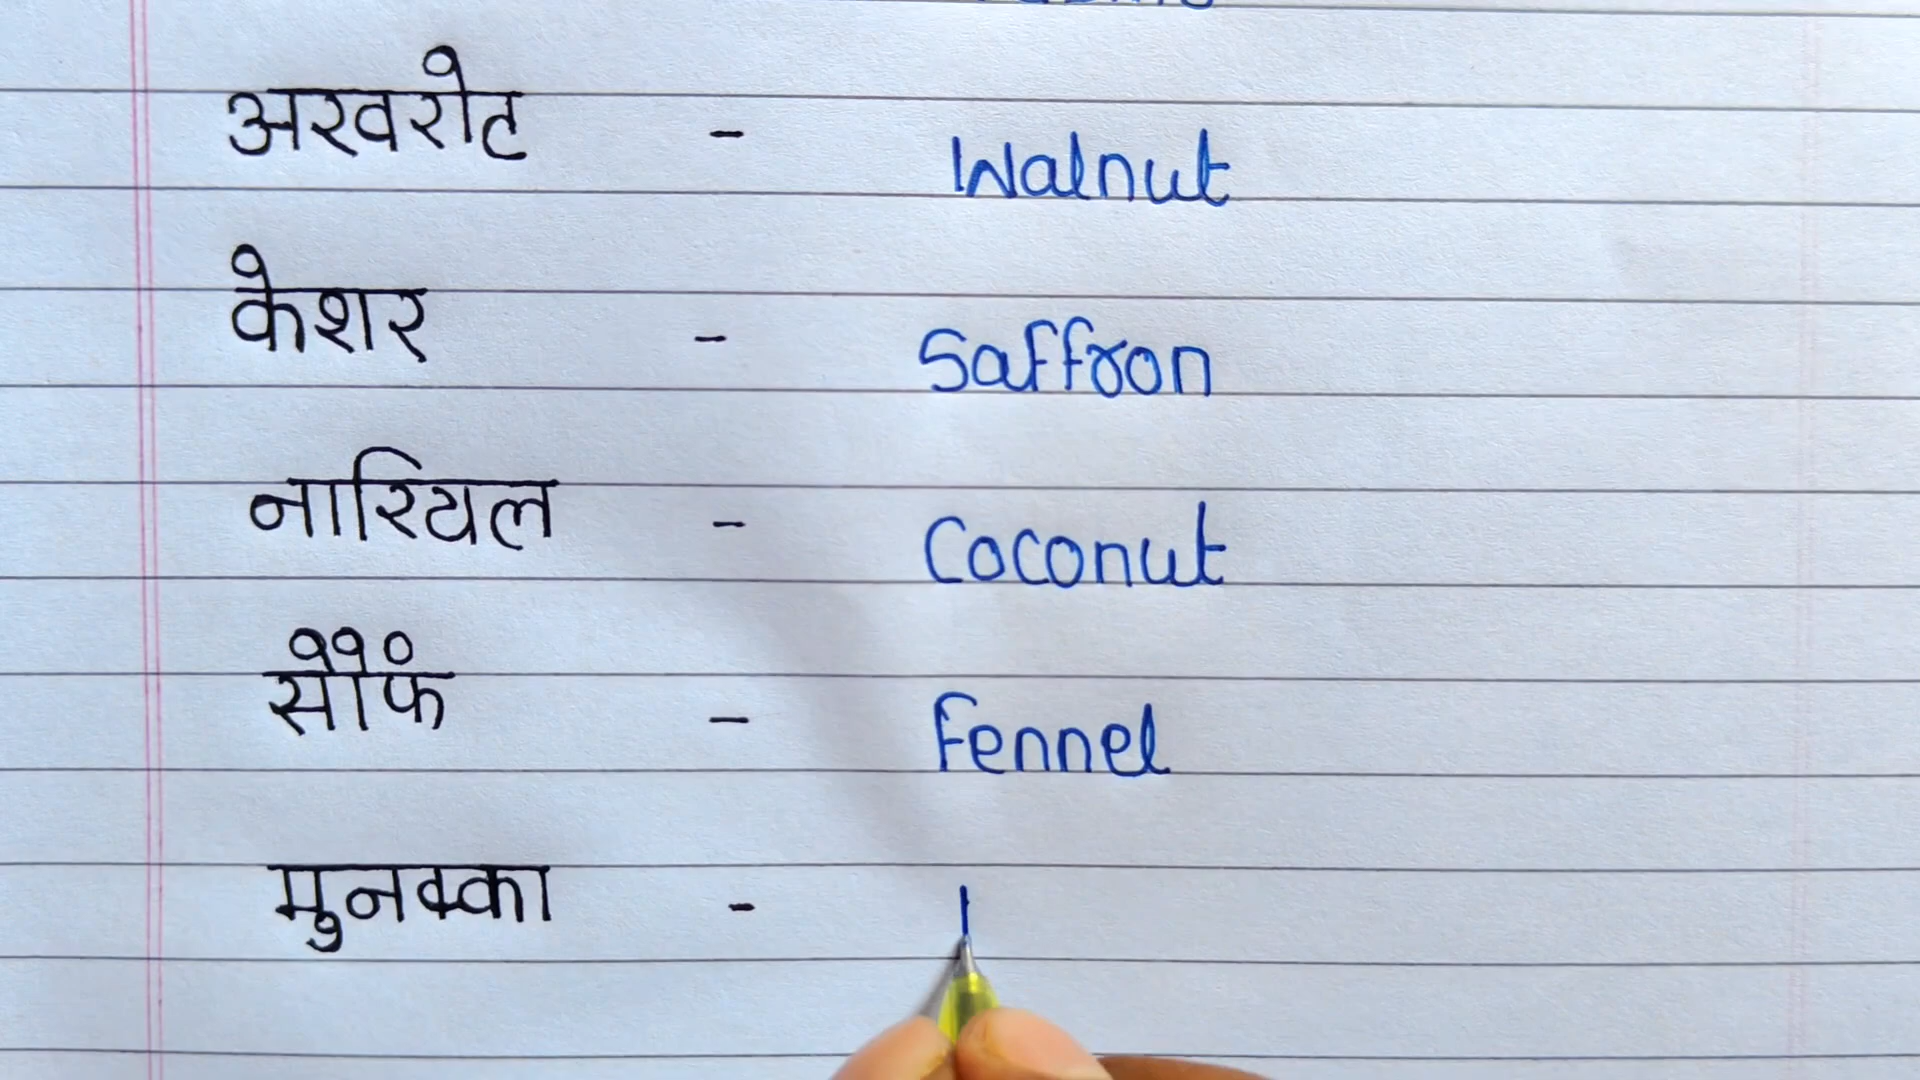 अखरोट - Walnut
केशर - Saffron
नारियल - Coconut
सौंफ - Fennel
मुनक्का -